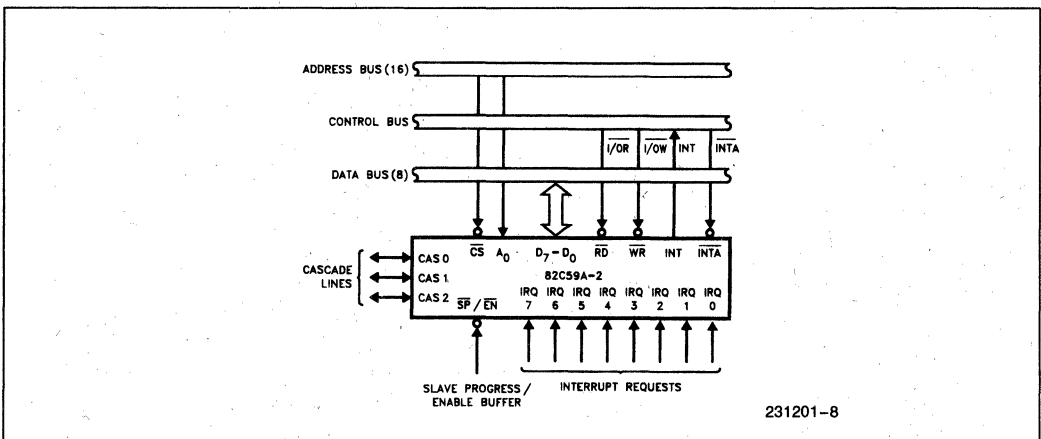 ADDRESS BUS (16)
CONTROL BUS
I/OR I/OW INT INTA
DATA BUS (8)
CS A0 D7 – D0 RD WR INT INTA
CAS 0
CAS 1
CAS 2
CASCADE
LINES
82C59A-2
SP / EN
IRQ IRQ IRQ IRQ IRQ IRQ IRQ IRQ
7 6 5 4 3 2 1 0
SLAVE PROGRESS /
ENABLE BUFFER
INTERRUPT REQUESTS
231201–8